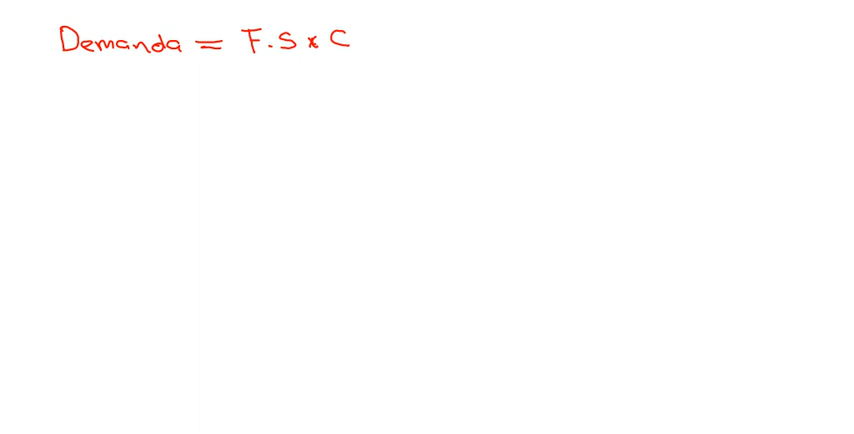 Demanda = F.S x C